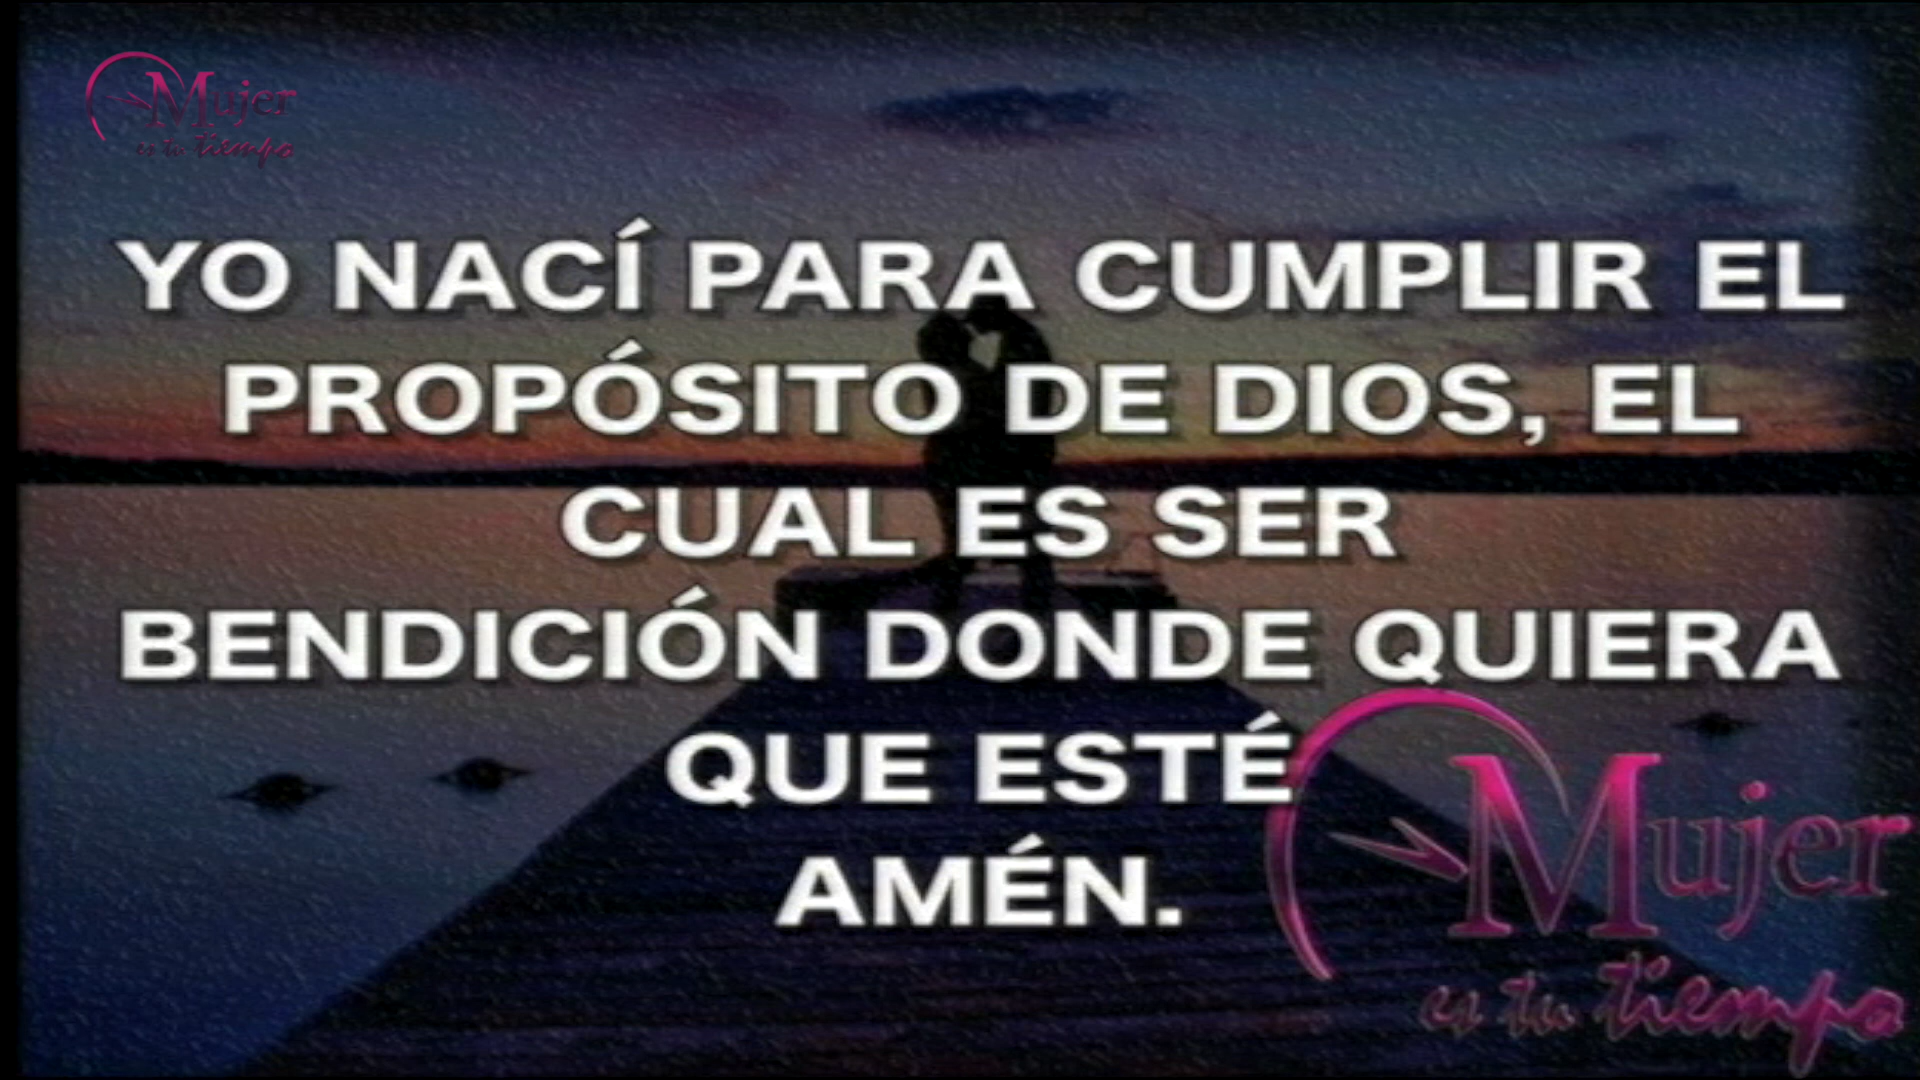 Mujer
es tu tiempo
YO NACÍ PARA CUMPLIR EL
PROPÓSITO DE DIOS, EL
CUAL ES SER
BENDICIÓN DONDE QUIERA
QUE ESTÉ
AMÉN.
Mujer
es tu tiempo